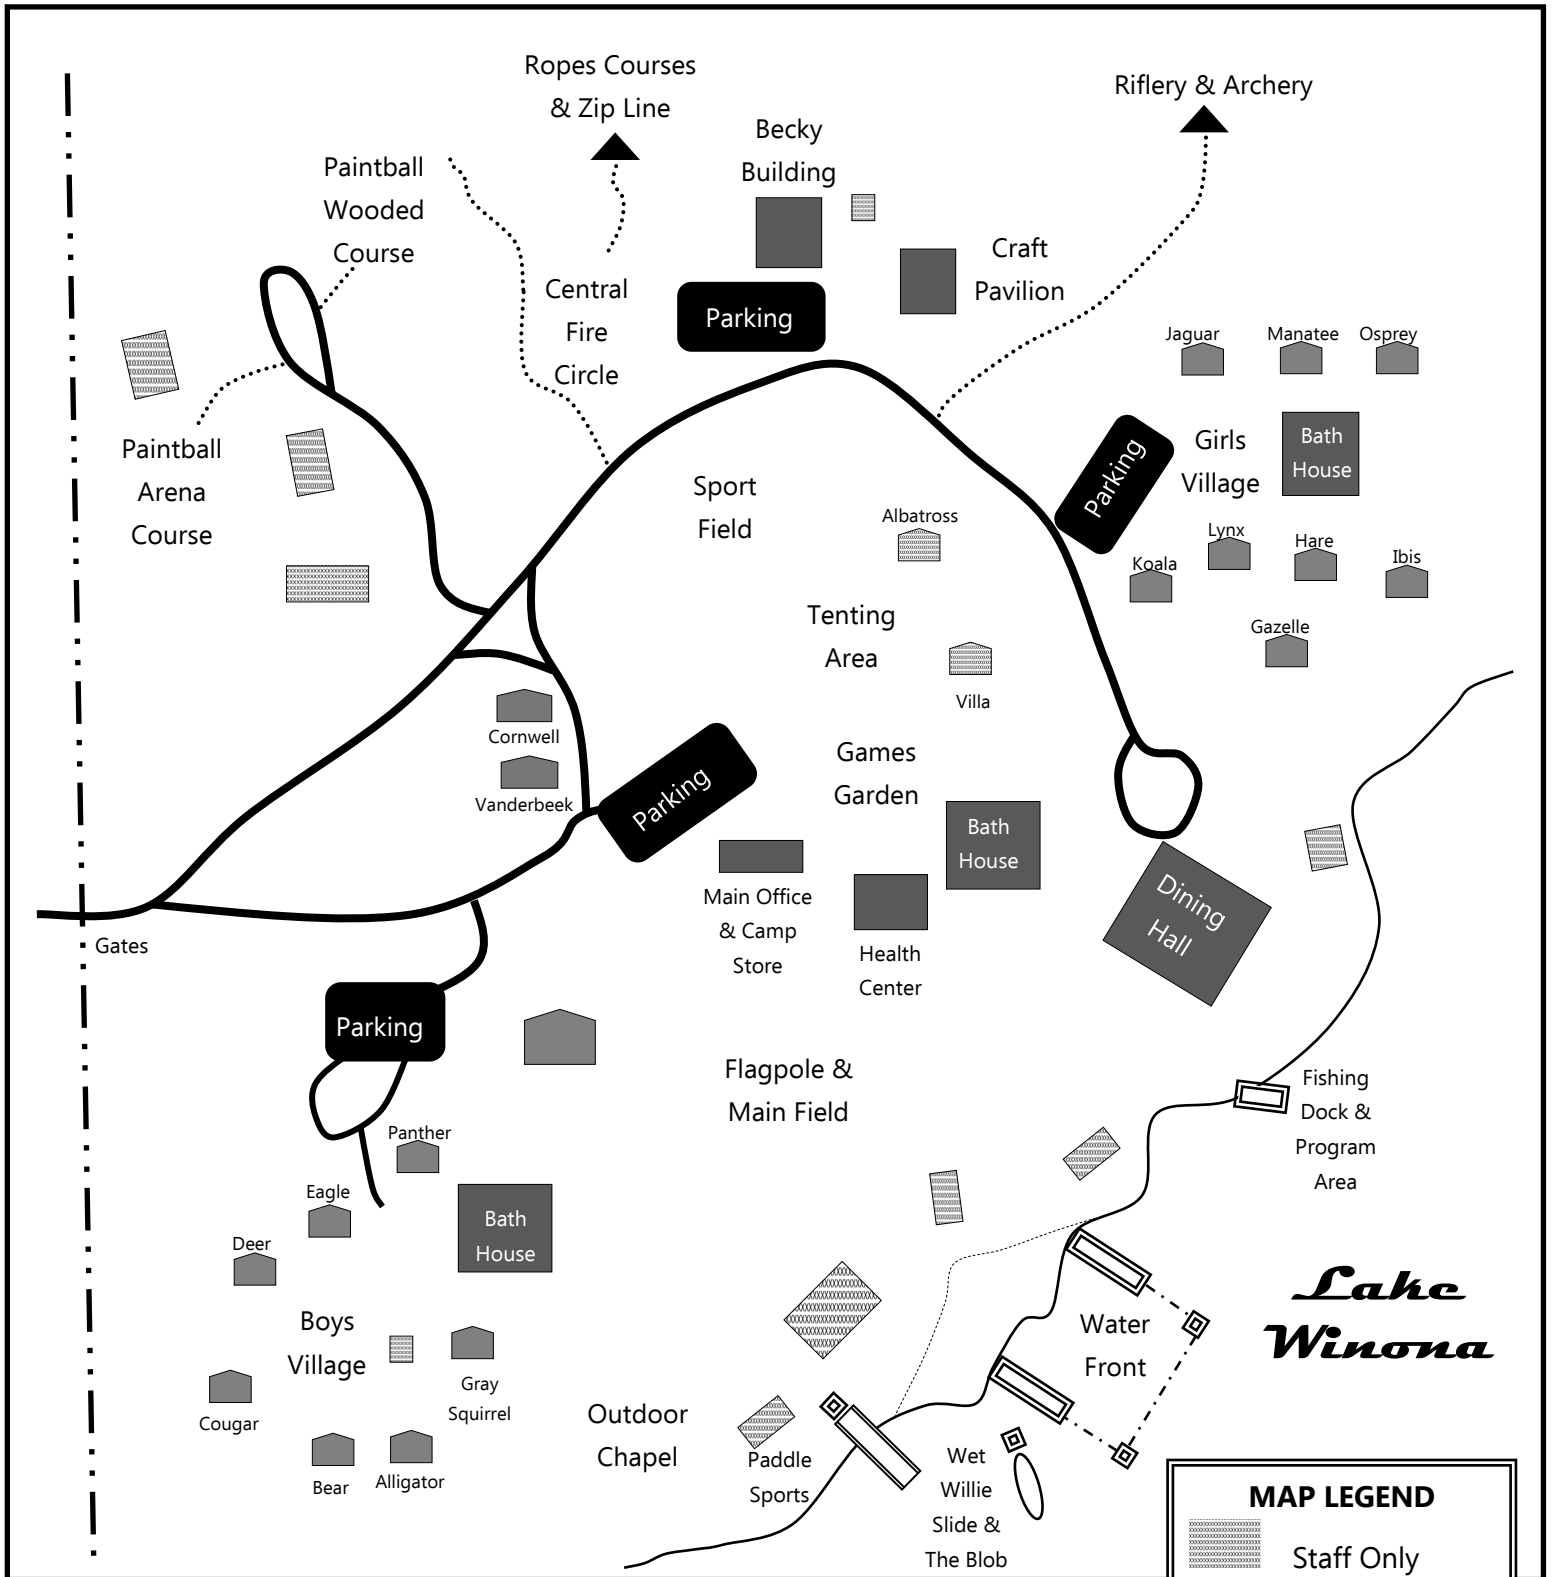 Ropes Courses
& Zip Line
Riflery & Archery
Becky
Building
Paintball
Wooded
Course
Craft
Pavilion
Central
Fire
Circle
Parking
Jaguar
Manatee
Osprey
Paintball
Arena
Course
Parking
Girls
Village
Bath
House
Sport
Field
Albatross
Lynx
Hare
Koala
Ibis
Tenting
Area
Gazelle
Villa
Cornwell
Vanderbeek
Parking
Games
Garden
Bath
House
Main Office
& Camp
Store
Health
Center
Dining
Hall
Gates
Parking
Flagpole &
Main Field
Fishing
Dock &
Program
Area
Panther
Eagle
Deer
Bath
House
Boys
Village
Gray
Squirrel
Cougar
Bear
Alligator
Lake
Winona
Water
Front
Outdoor
Chapel
Paddle
Sports
Wet
Willie
Slide &
The Blob
MAP LEGEND
Staff Only